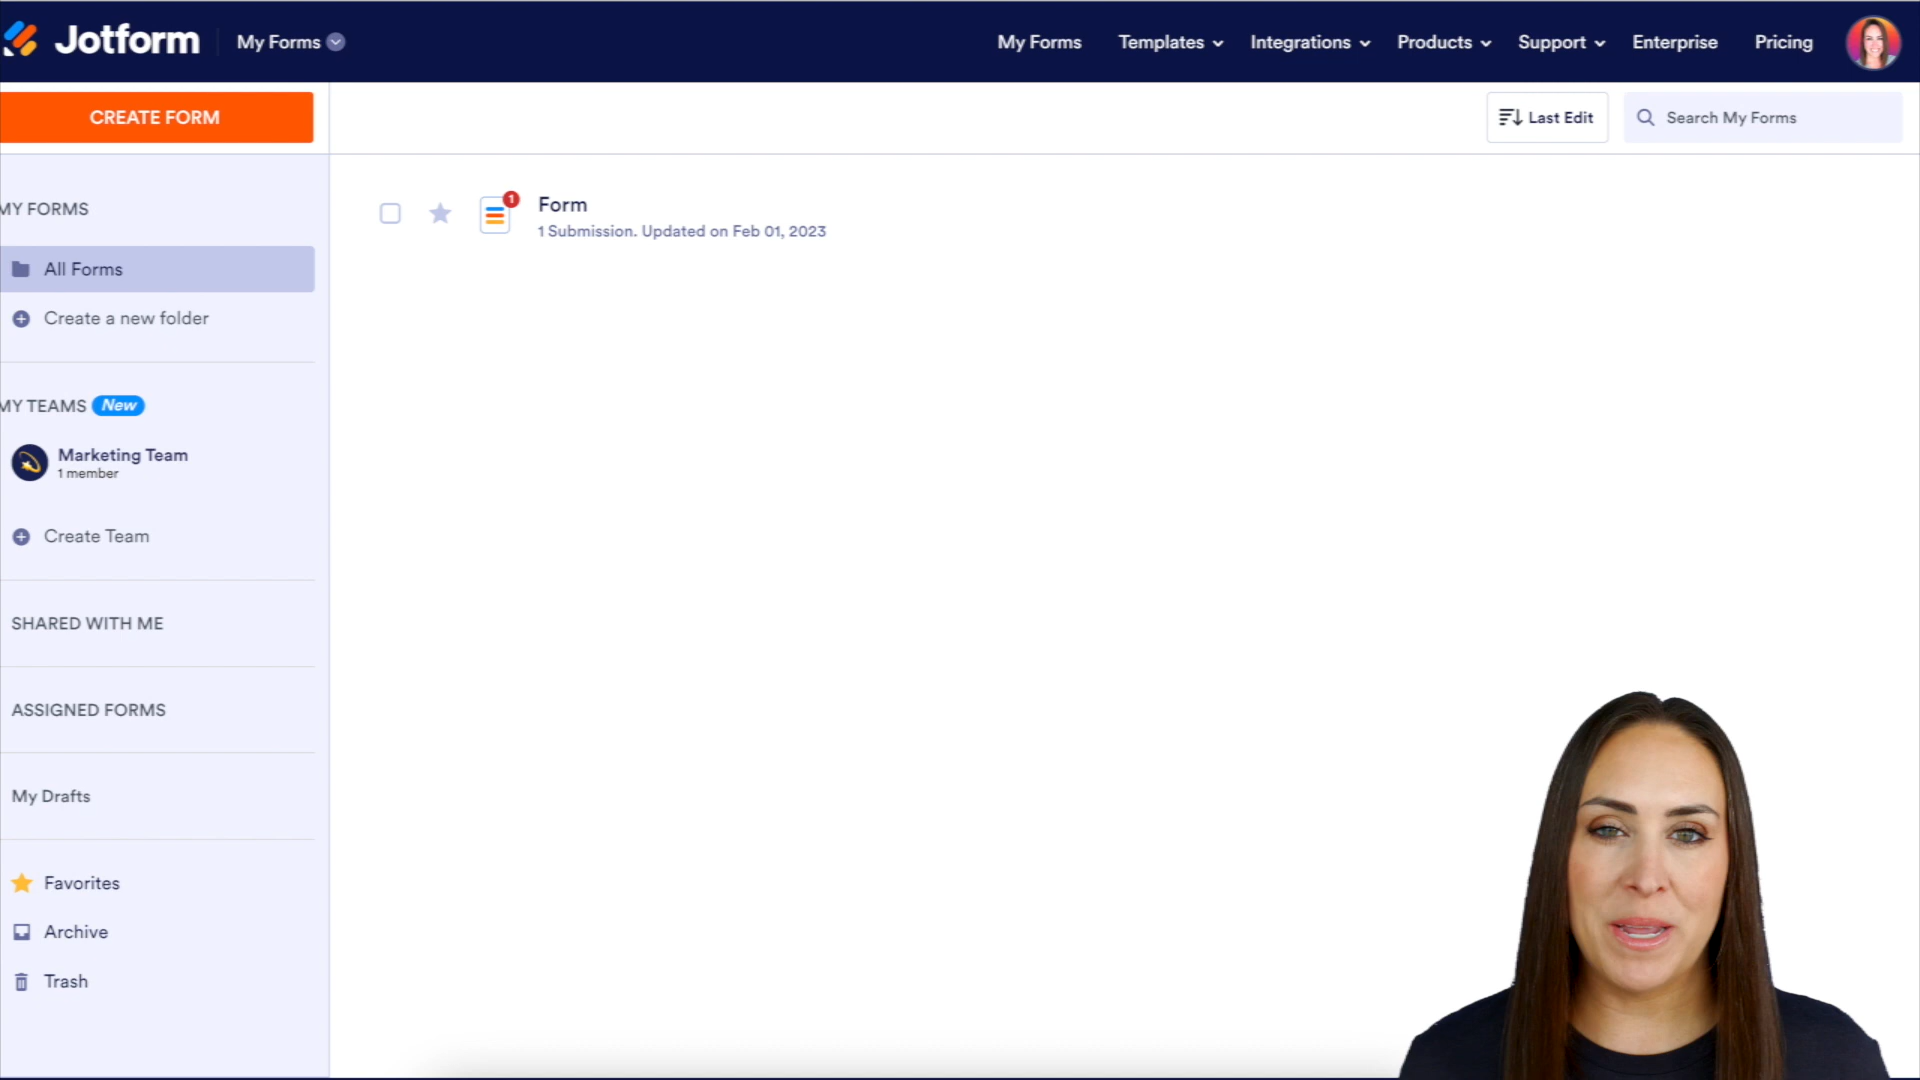 Jotform
My Forms
My Forms
Templates
Integrations
Products
Support
Enterprise
Pricing
CREATE FORM
Last Edit
Search My Forms
MY FORMS
All Forms
Create a new folder
MY TEAMS New
Marketing Team
1 member
Create Team
SHARED WITH ME
ASSIGNED FORMS
My Drafts
Favorites
Archive
Trash
1
Form
1 Submission. Updated on Feb 01, 2023